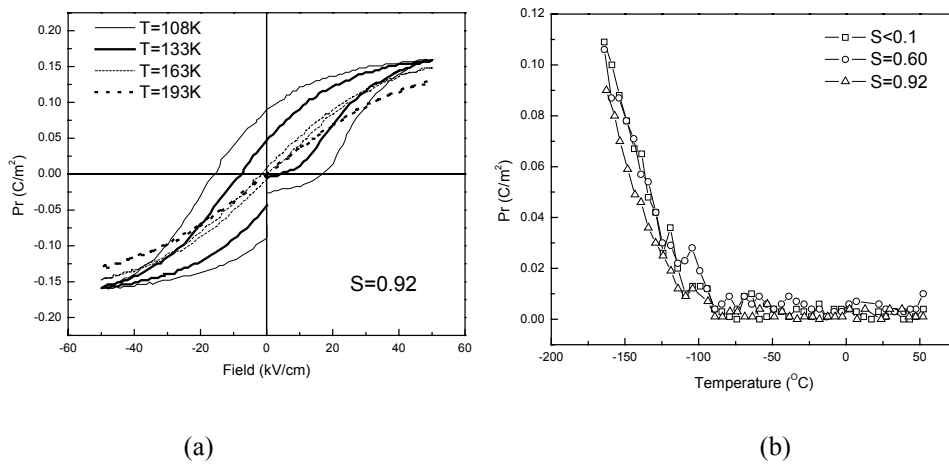 0.20
0.15
0.10
0.05
0.00
-0.05
-0.10
-0.15
-0.20
Pr (C/m²)
T=108K
T=133K
T=163K
T=193K
S=0.92
-60 -40 -20 0 20 40 60
Field (kV/cm)
(a)
0.12
0.10
0.08
0.06
0.04
0.02
0.00
Pr (C/m²)
S<0.1
S=0.60
S=0.92
-200 -150 -100 -50 0 50
Temperature (°C)
(b)